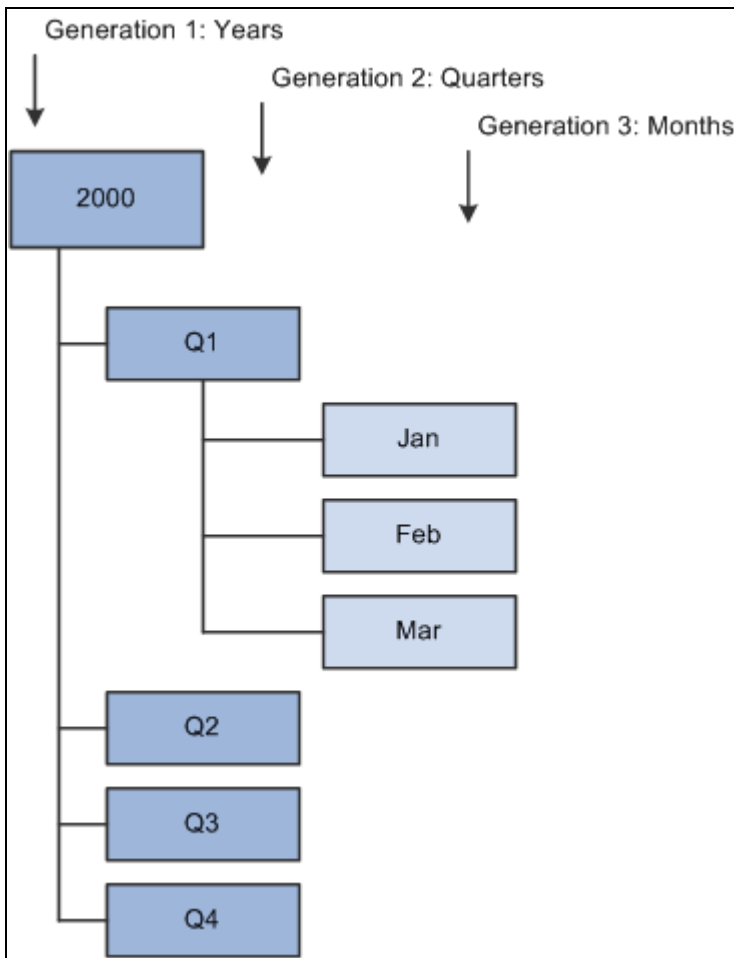 Generation 1: Years
Generation 2: Quarters
Generation 3: Months
2000
Q1
Jan
Feb
Mar
Q2
Q3
Q4